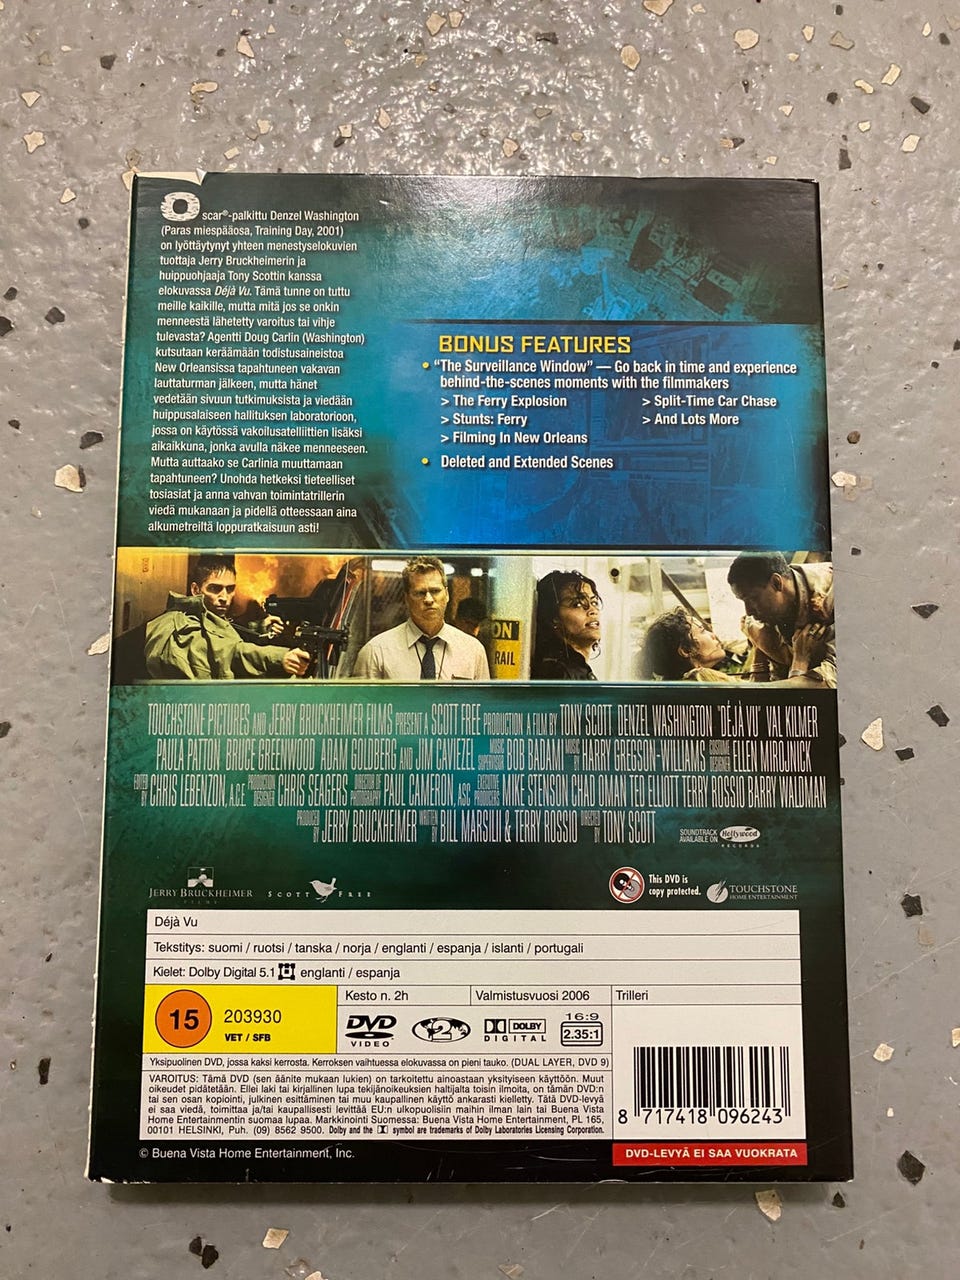 Oscar®-palkittu Denzel Washington
(Paras miespääosa, Training Day, 2001)
on lyöttäytynyt yhteen menestyselokuvien
tuottaja Jerry Bruckheimerin ja
huippuohjaaja Tony Scottin kanssa
elokuvassa Déjà Vu. Tämä tunne on tuttu
meille kaikille, mutta mitä jos se onkin
menneestä lähetetty varoitus tai vihje
tulevasta? Agentti Doug Carlin (Washington)
kutsutaan keräämään todistusaineistoa
New Orleansissa tapahtuneen vakavan
lauttaturman jälkeen, mutta hänet
vedetään sivuun tutkimuksista ja viedään
huippusalaiseen hallituksen laboratorioon,
jossa on käytössä vakoilusatelliittien lisäksi
aikaikkuna, jonka avulla näkee menneeseen.
Mutta auttaako se Carlinia muuttamaan
tapahtuneen? Unohda hetkeksi tieteelliset
tosiasiat ja anna vahvan toimintatrillerin
viedä mukanaan ja pidellä otteessaan aina
alkumetreiltä loppuratkaisuun asti!
BONUS FEATURES
• "The Surveillance Window" — Go back in time and experience
behind-the-scenes moments with the filmmakers
> The Ferry Explosion
> Stunts: Ferry
> Filming In New Orleans
> Split-Time Car Chase
> And Lots More
• Deleted and Extended Scenes
ON
RAIL
TOUCHSTONE PICTURES AND JERRY BRUCKHEIMER FILMS PRESENT A SCOTT FREE PRODUCTION A FILM BY TONY SCOTT DENZEL WASHINGTON "DÉJÀ VU" VAL KILMER
PAULA PATTON BRUCE GREENWOOD ADAM GOLDBERG AND JIM CAVIEZEL MUSIC SUPERVISOR BOB BADAMI MUSIC BY HARRY GREGSON-WILLIAMS COSTUME DESIGNER ELLEN MIROJNICK
EDITED BY CHRIS LEBENZON, A.C.E. PRODUCTION DESIGNER CHRIS SEAGERS DIRECTOR OF PHOTOGRAPHY PAUL CAMERON, ASC EXECUTIVE PRODUCERS MIKE STENSON CHAD OMAN TED ELLIOTT TERRY ROSSIO BARRY WALDMAN
PRODUCED BY JERRY BRUCKHEIMER WRITTEN BY BILL MARSILII & TERRY ROSSIO DIRECTED BY TONY SCOTT
SOUNDTRACK AVAILABLE ON Hollywood RECORDS
JERRY BRUCKHEIMER FILMS
SCOTT FREE
This DVD is
copy protected.
TOUCHSTONE
HOME ENTERTAINMENT
Déjà Vu
Tekstitys: suomi / ruotsi / tanska / norja / englanti / espanja / islanti / portugali
Kielet: Dolby Digital 5.1 englanti / espanja
15
203930
VET / SFB
Kesto n. 2h
Valmistusvuosi 2006
Trilleri
DVD VIDEO
2
DOLBY DIGITAL
16:9
2.35:1
Yksipuolinen DVD, jossa kaksi kerrosta. Kerroksen vaihtuessa elokuvassa on pieni tauko. (DUAL LAYER, DVD 9)
VAROITUS: Tämä DVD (sen äänite mukaan lukien) on tarkoitettu ainoastaan yksityiseen käyttöön. Muut
oikeudet pidätetään. Ellei laki tai kirjallinen lupa tekijänoikeuksien haltijalta toisin ilmoita, on tämän DVD:n
tai sen osan kopiointi, julkinen esittäminen tai muu kaupallinen käyttö ankarasti kielletty. Tätä DVD-levyä
ei saa viedä, toimittaa ja/tai kaupallisesti levittää EU:n ulkopuolisiin maihin ilman lain tai Buena Vista
Home Entertainmentin suomaa lupaa. Markkinointi Suomessa: Buena Vista Home Entertainment, PL 165,
00101 HELSINKI, Puh. (09) 8562 9500. Dolby and the symbol are trademarks of Dolby Laboratories Licensing Corporation.
8 717418 096243
© Buena Vista Home Entertainment, Inc.
DVD-LEVYÄ EI SAA VUOKRATA